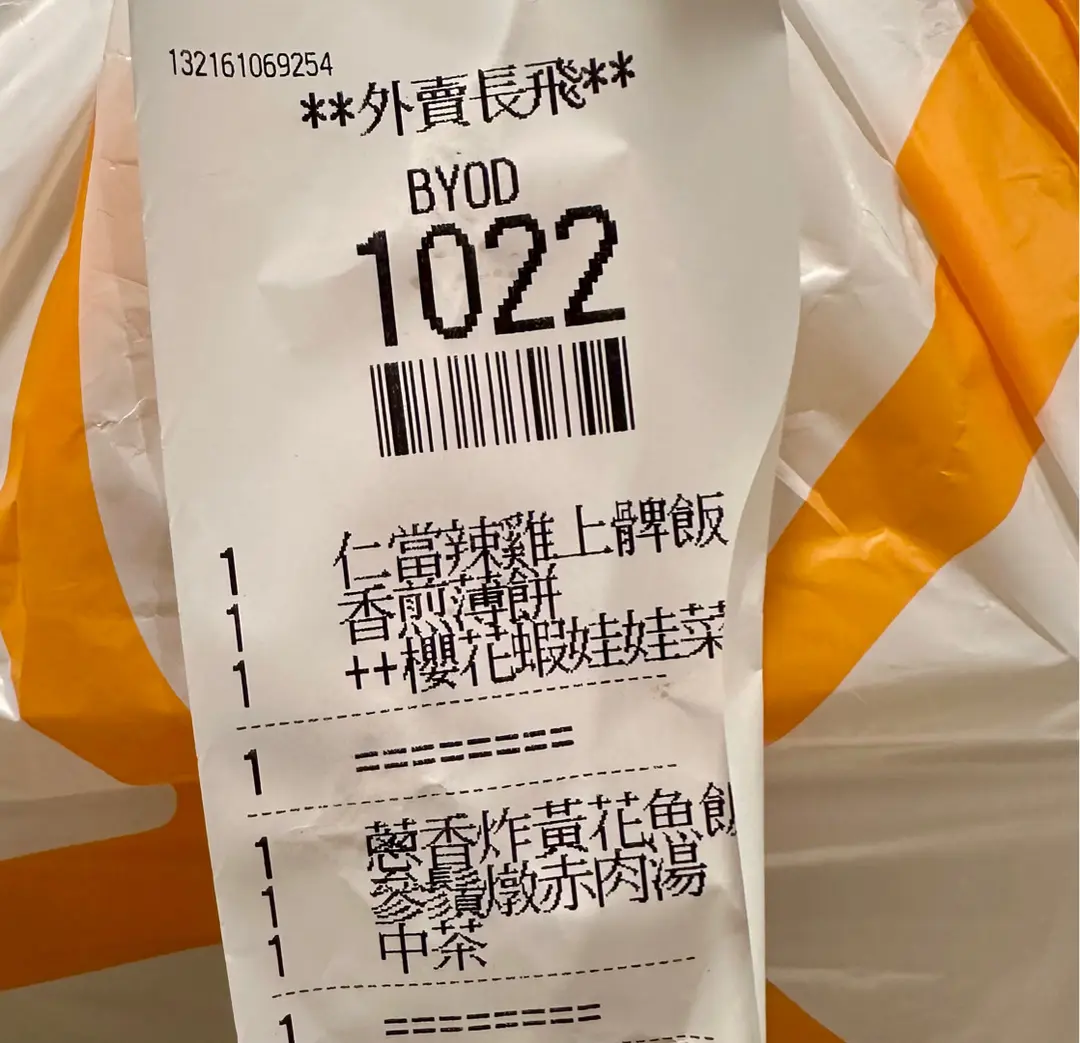 132161069254
**外賣長飛**
BYOD
1022
1 仁當辣雞上髀飯
1 香煎薄餅
1 ++櫻花蝦娃娃菜
1 ========
1 蔥香炸黃花魚飯
1 參鬚燉赤肉湯
1 中茶
1 ========